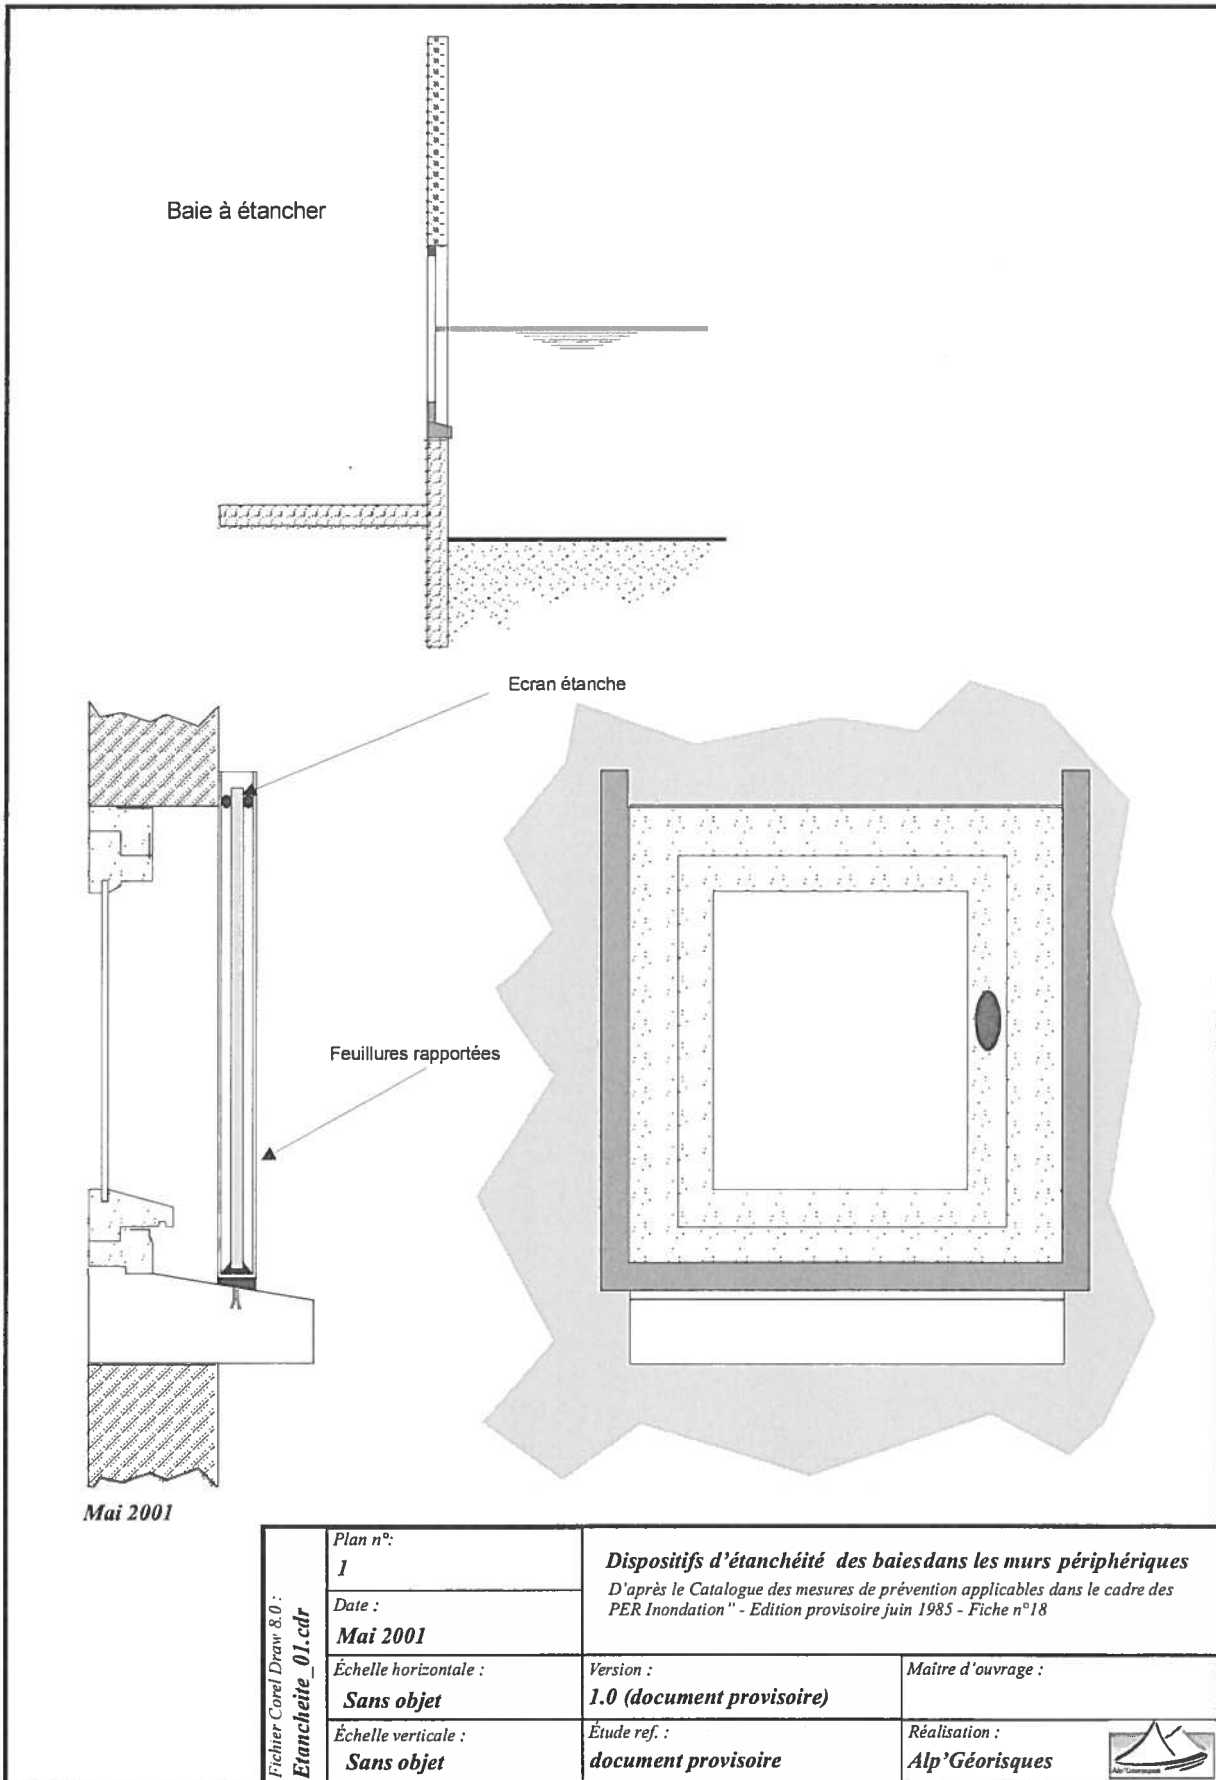 Baie à étancher
Ecran étanche
Feuillures rapportées
Mai 2001
Fichier Corel Draw 8.0 :
Etancheite_01.cdr
Plan n°:
1
Date :
Mai 2001
Échelle horizontale :
Sans objet
Échelle verticale :
Sans objet
Dispositifs d'étanchéité des baiesdans les murs périphériques
D'après le Catalogue des mesures de prévention applicables dans le cadre des
PER Inondation" - Edition provisoire juin 1985 - Fiche n°18
Version :
1.0 (document provisoire)
Maître d'ouvrage :
Étude ref. :
document provisoire
Réalisation :
Alp'Géorisques
Alp'Géorisques